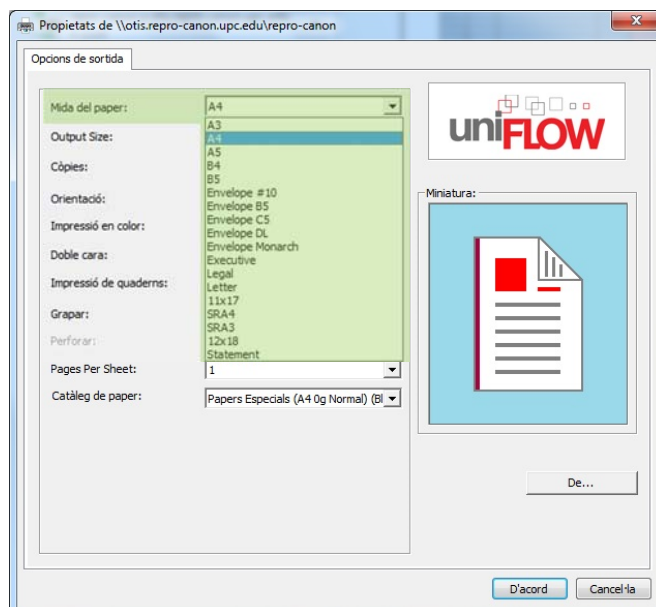 Propietats de \\otis.repro-canon.upc.edu\repro-canon
Opcions de sortida
Mida del paper:
A4
A3
A4
A5
B4
B5
Envelope #10
Envelope B5
Envelope C5
Envelope DL
Envelope Monarch
Executive
Legal
Letter
11x17
SRA4
SRA3
12x18
Statement
Output Size:
Còpies:
Orientació:
Impressió en color:
Doble cara:
Impressió de quaderns:
Grapar:
Perforar:
Pages Per Sheet:
1
Catàleg de paper:
Papers Especials (A4 0g Normal) (Bl
uniFLOW
Miniatura:
De...
D'acord
Cancel·la